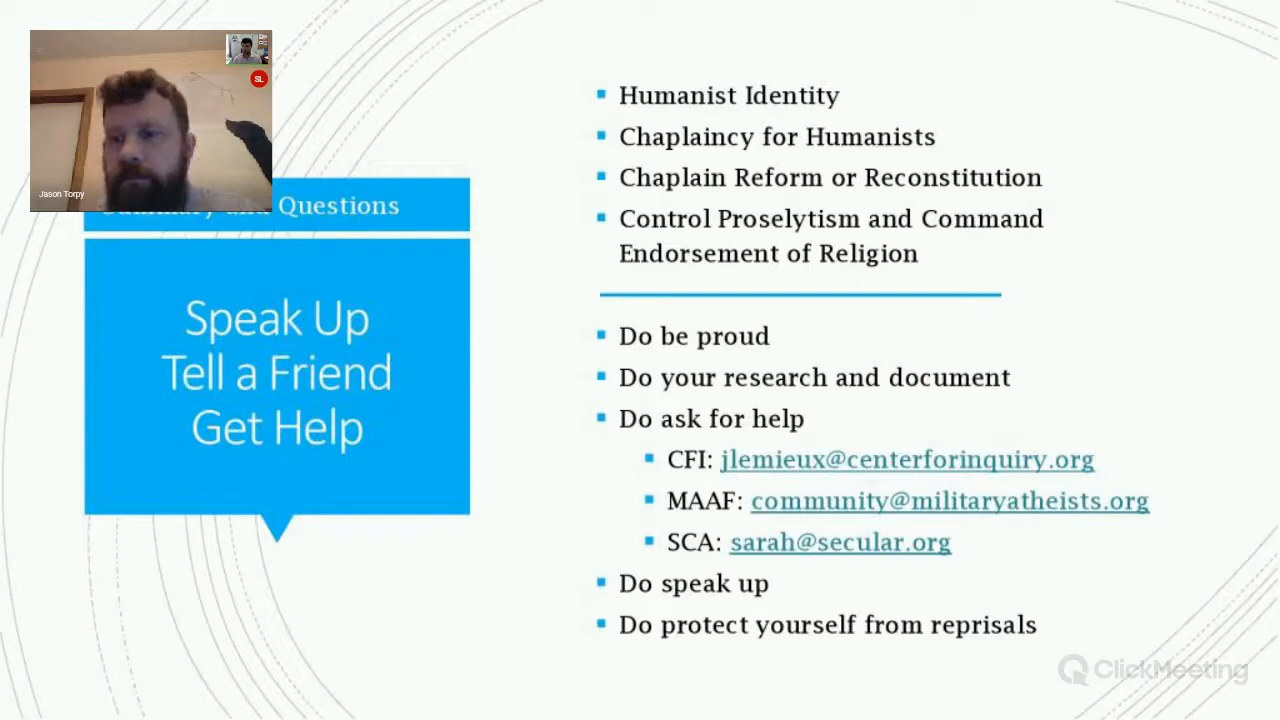 SL
Jason Torpy
Questions
Speak Up
Tell a Friend
Get Help
Humanist Identity
Chaplaincy for Humanists
Chaplain Reform or Reconstitution
Control Proselytism and Command
Endorsement of Religion
Do be proud
Do your research and document
Do ask for help
CFI: jlemieux@centerforinquiry.org
MAAF: community@militaryatheists.org
SCA: sarah@secular.org
Do speak up
Do protect yourself from reprisals
ClickMeeting